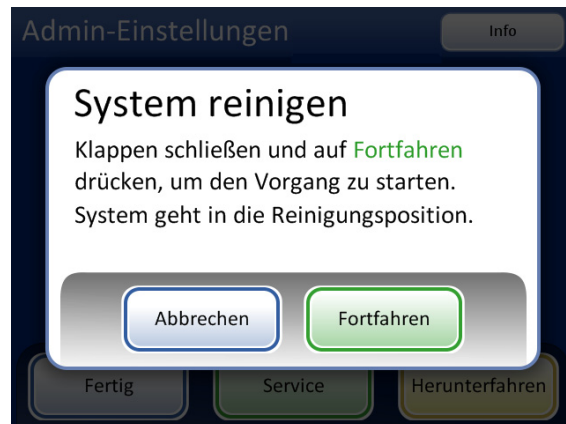 Admin-Einstellungen
Info
System reinigen
Klappen schließen und auf Fortfahren
drücken, um den Vorgang zu starten.
System geht in die Reinigungsposition.
Abbrechen
Fortfahren
Fertig
Service
Herunterfahren